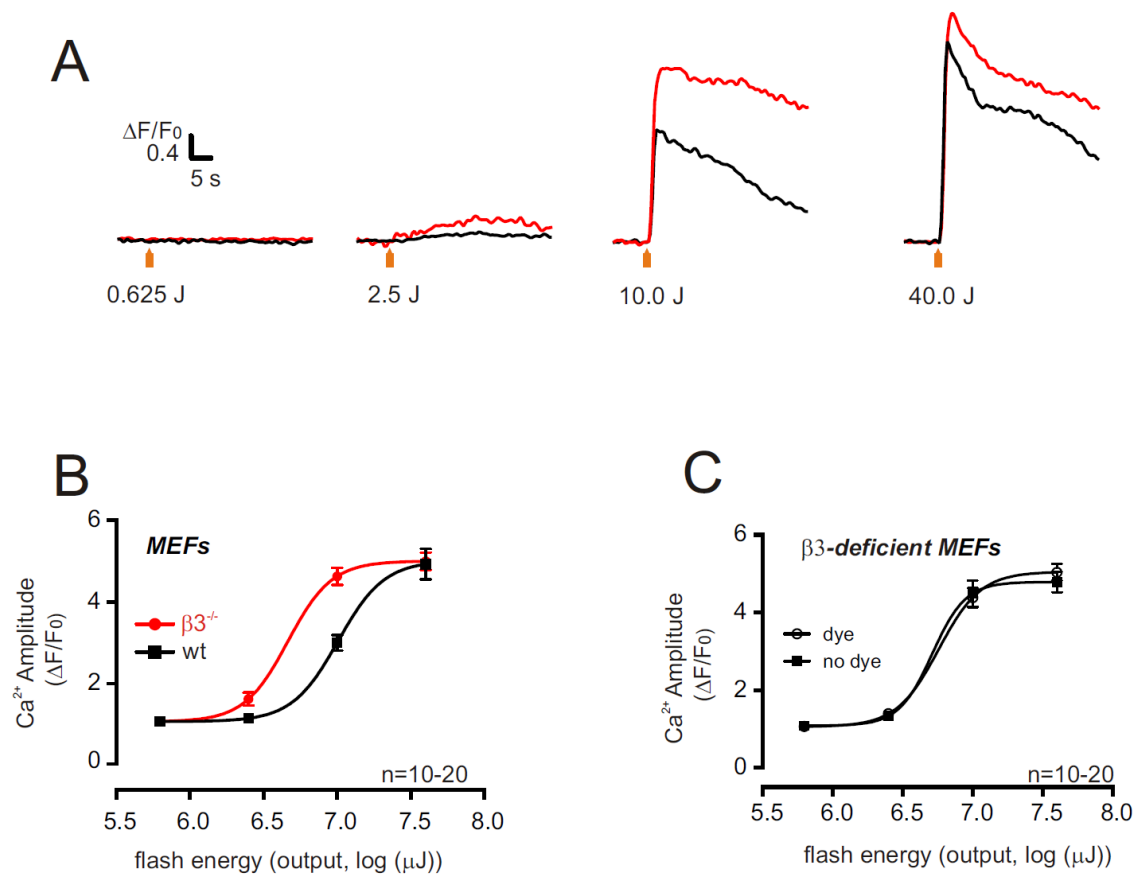 A
ΔF/F0
0.4
5 s
0.625 J
2.5 J
10.0 J
40.0 J
B
6
4
2
0
Ca²⁺ Amplitude
(ΔF/F0)
MEFs
β3⁻/⁻
wt
n=10-20
5.5 6.0 6.5 7.0 7.5 8.0
flash energy (output, log (μJ))
C
6
4
2
0
Ca²⁺ Amplitude
(ΔF/F0)
β3-deficient MEFs
dye
no dye
n=10-20
5.5 6.0 6.5 7.0 7.5 8.0
flash energy (output, log (μJ))